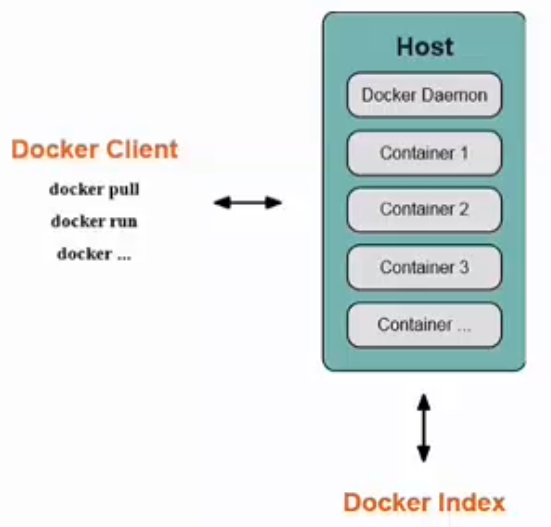 Docker Client
docker pull
docker run
docker ...
Host
Docker Daemon
Container 1
Container 2
Container 3
Container ...
Docker Index